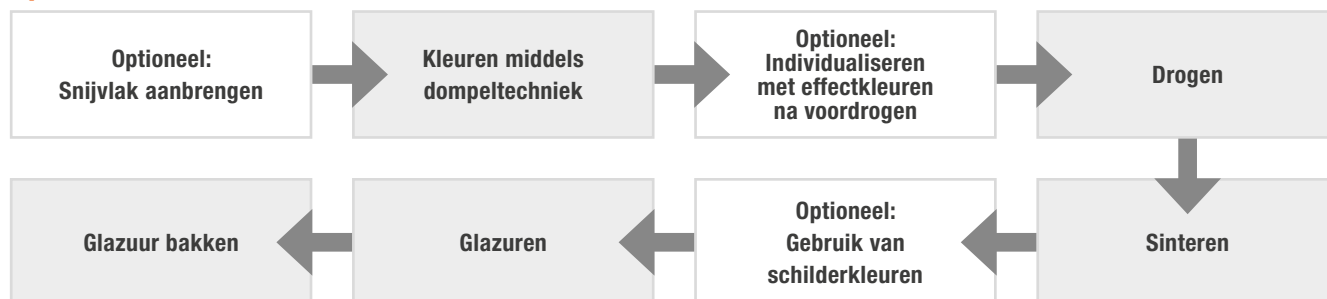 Optioneel:
Snijvlak aanbrengen
Kleuren middels
dompeltechniek
Optioneel:
Individualiseren
met effectkleuren
na voordrogen
Drogen
Sinteren
Optioneel:
Gebruik van
schilderkleuren
Glazuren
Glazuur bakken